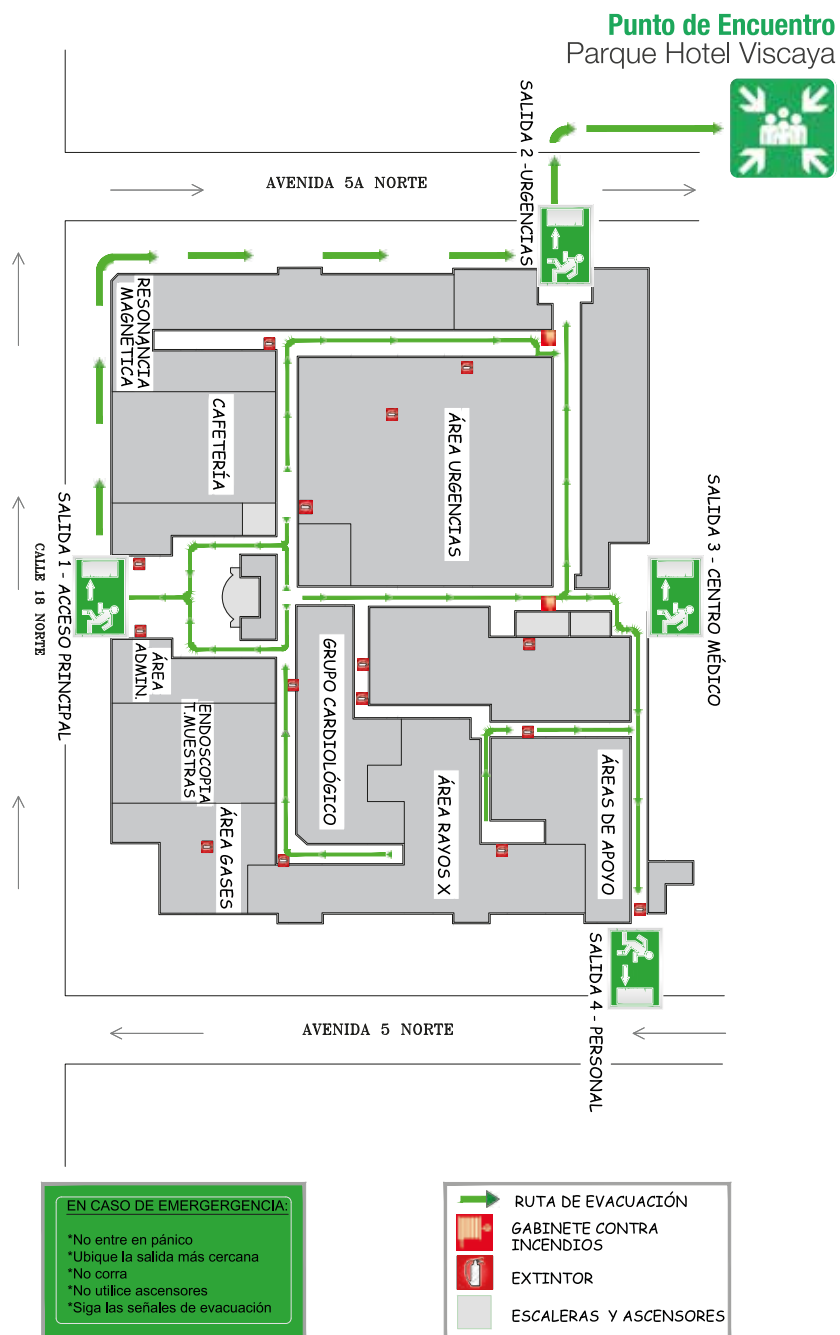 Punto de Encuentro
Parque Hotel Viscaya
SALIDA 2 -URGENCIAS
AVENIDA 5A NORTE
RESONANCIA
MAGNETICA
CAFETERÍA
ÁREA URGENCIAS
SALIDA 1 - ACCESO PRINCIPAL
CALLE 18 NORTE
SALIDA 3 - CENTRO MÉDICO
ÁREA
ADMIN.
ENDOSCOPIA
T.MUESTRAS
ÁREA GASES
GRUPO CARDIOLÓGICO
ÁREA RAYOS X
ÁREAS DE APOYO
SALIDA 4 - PERSONAL
AVENIDA 5 NORTE
EN CASO DE EMERGERGENCIA:
*No entre en pánico
*Ubique la salida más cercana
*No corra
*No utilice ascensores
*Siga las señales de evacuación
RUTA DE EVACUACIÓN
GABINETE CONTRA
INCENDIOS
EXTINTOR
ESCALERAS Y ASCENSORES